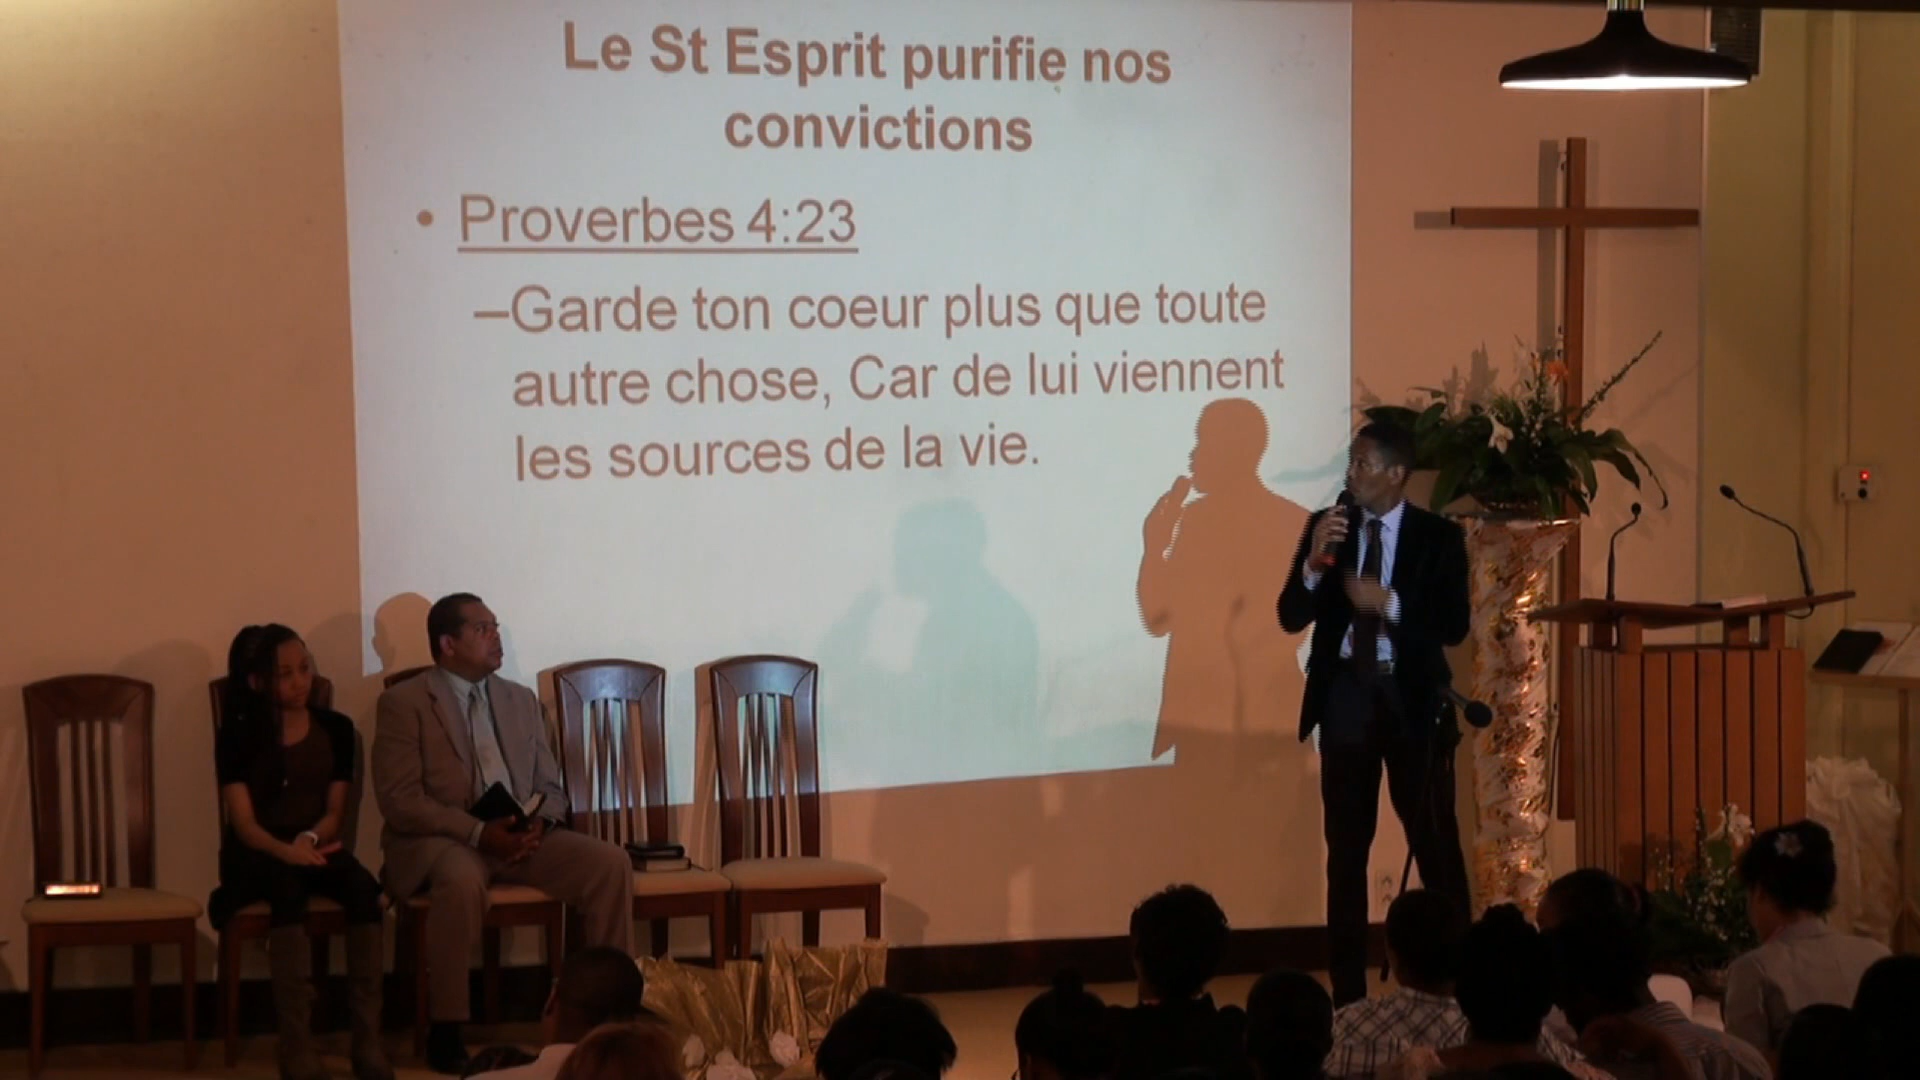 Le St Esprit purifie nos
convictions
• Proverbes 4:23
–Garde ton coeur plus que toute
autre chose, Car de lui viennent
les sources de la vie.